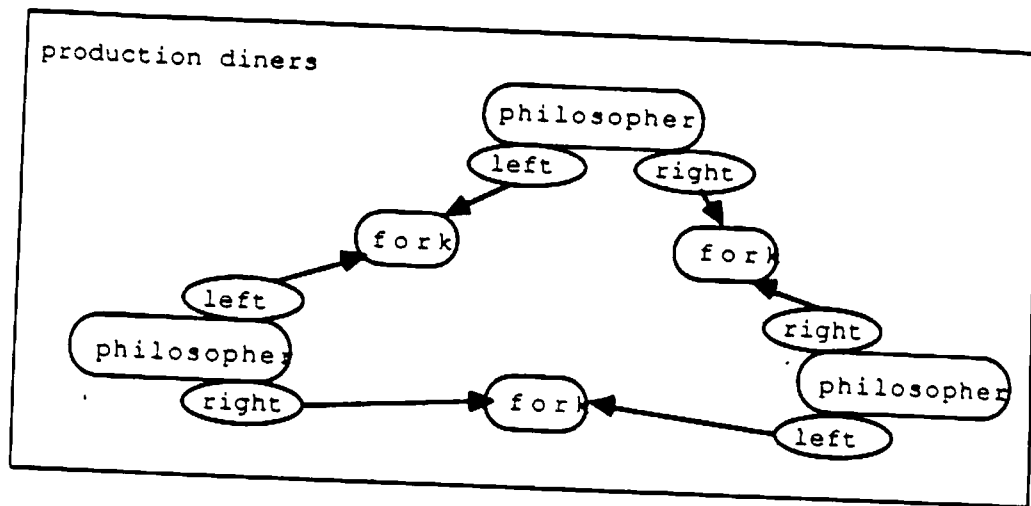 production diners
philosopher
left
right
fork
fork
left
right
philosopher
philosopher
right
fork
left